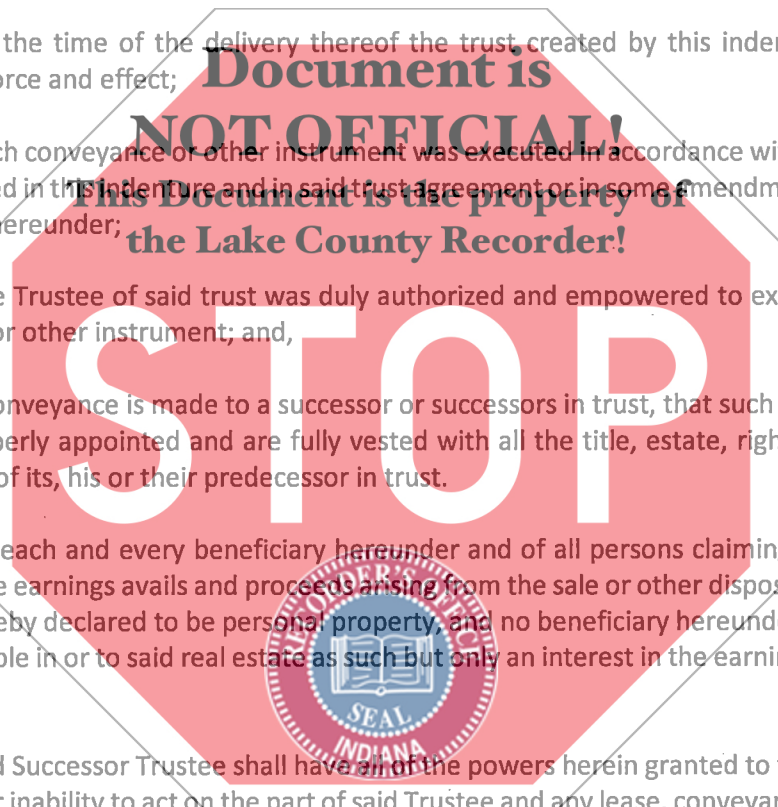 the time of the delivery thereof the trust created by this inden
orce and effect;
Document is
NOT OFFICIAL!
ch conveyance or other instrument was executed in accordance wi
ed in this indenture and in said trust agreement or in some amendm
This Document is the property of
ereunder;
the Lake County Recorder!
e Trustee of said trust was duly authorized and empowered to ex
or other instrument; and,
STOP
onveyance is made to a successor or successors in trust, that such
perly appointed and are fully vested with all the title, estate, righ
of its, his or their predecessor in trust.
each and every beneficiary hereunder and of all persons claimin
e earnings avails and proceeds arising from the sale or other dispos
eby declared to be personal property, and no beneficiary hereunde
ble in or to said real estate as such but only an interest in the earnin
RECORDER'S OFFICE
SEAL
INDIANA
d Successor Trustee shall have all of the powers herein granted to
r inability to act on the part of said Trustee and any lease, conveyan